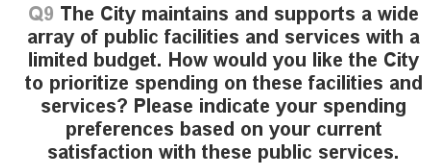 Q9 The City maintains and supports a wide
array of public facilities and services with a
limited budget. How would you like the City
to prioritize spending on these facilities and
services? Please indicate your spending
preferences based on your current
satisfaction with these public services.